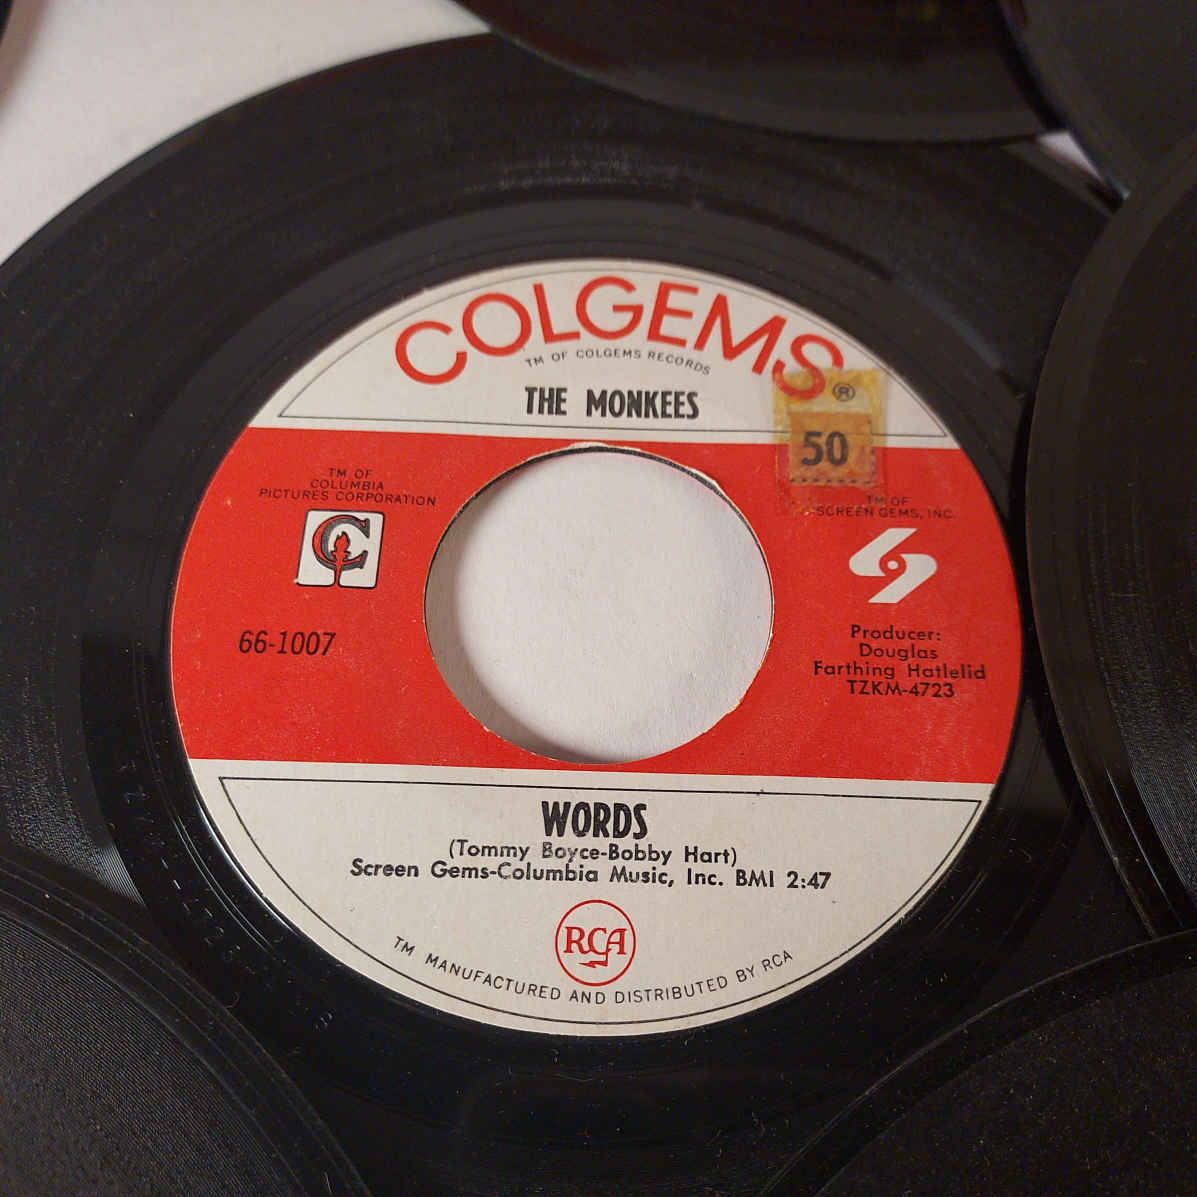 COLGEMS®
TM OF COLGEMS RECORDS
THE MONKEES
50
TM OF
COLUMBIA
PICTURES CORPORATION
TM OF
SCREEN GEMS, INC.
C
66-1007
Producer:
Douglas
Farthing Hatlelid
TZKM-4723
WORDS
(Tommy Boyce-Bobby Hart)
Screen Gems-Columbia Music, Inc. BMI 2:47
RCA
TM MANUFACTURED AND DISTRIBUTED BY RCA